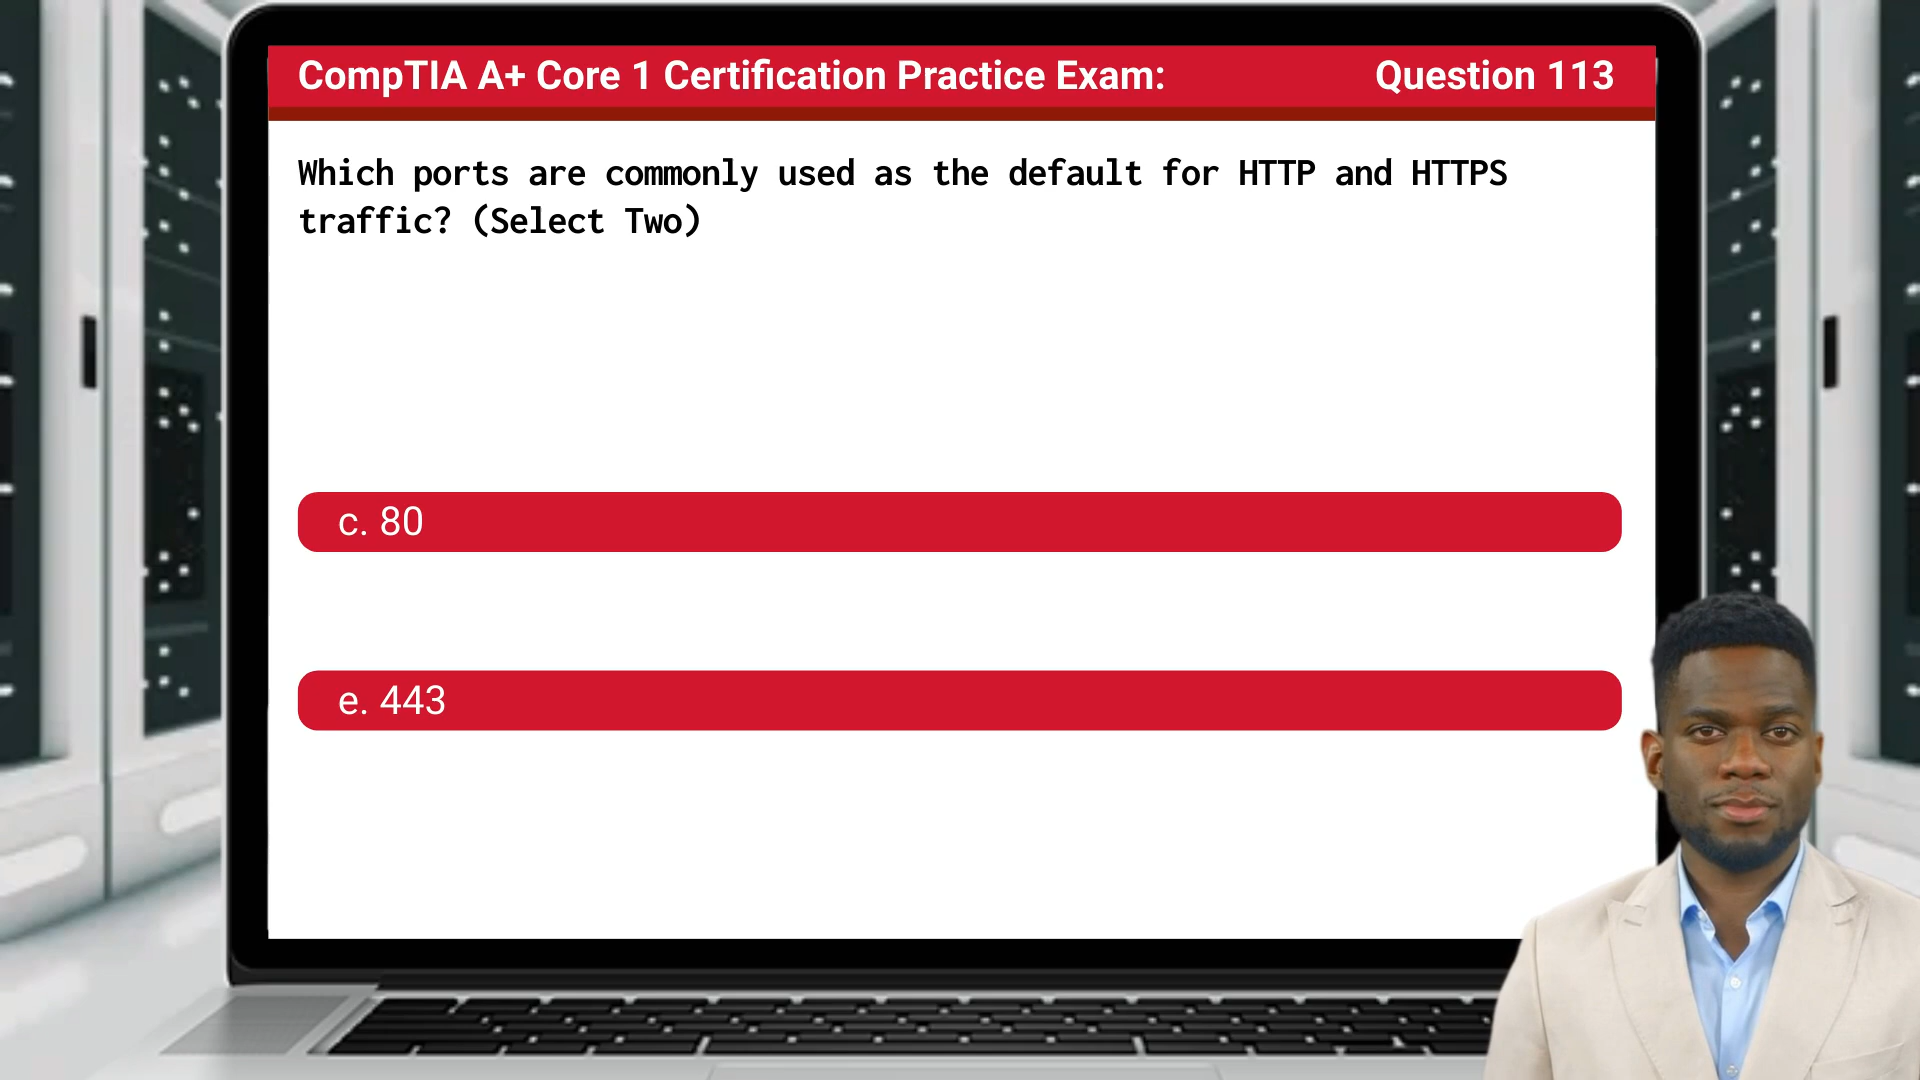 CompTIA A+ Core 1 Certification Practice Exam: Question 113
Which ports are commonly used as the default for HTTP and HTTPS
traffic? (Select Two)
c. 80
e. 443